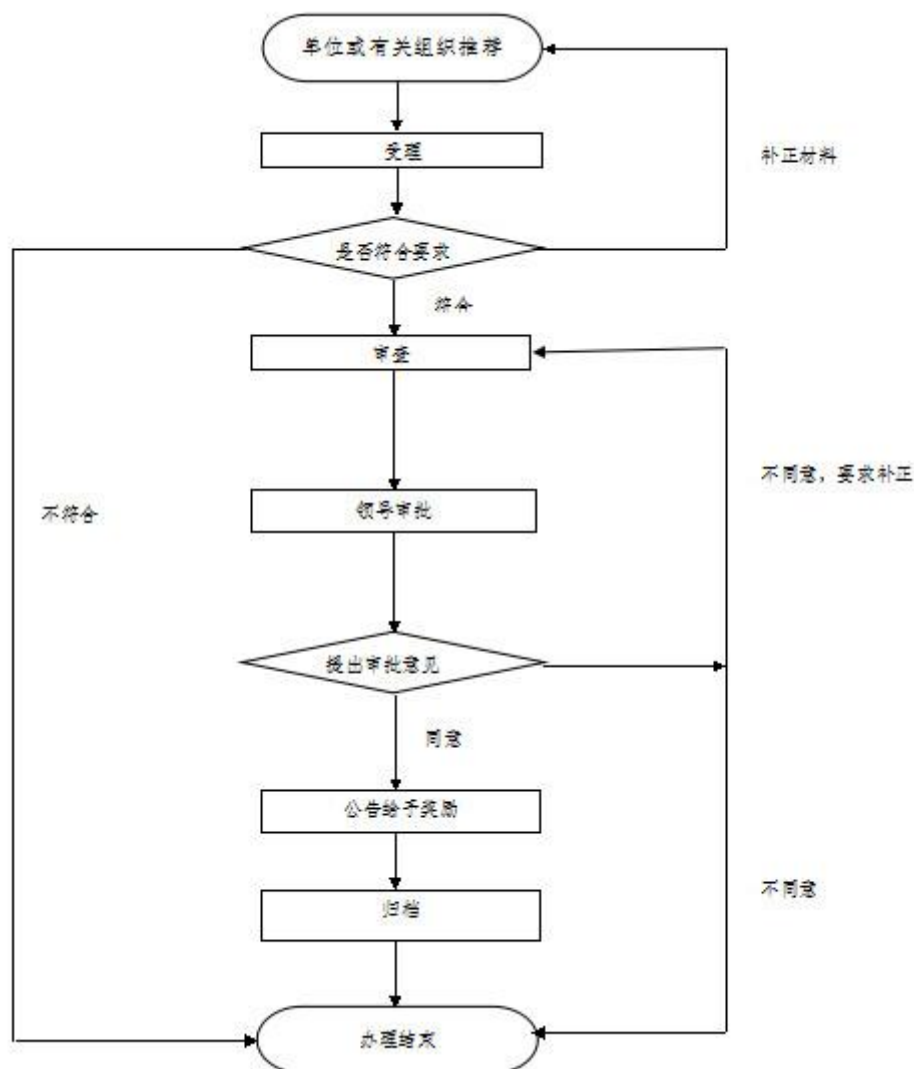 单位或有关组织推荐
受理
补正材料
是否符合要求
符合
审查
不同意，要求补正
领导审批
不符合
提出审批意见
同意
公告给予奖励
不同意
归档
办理结束